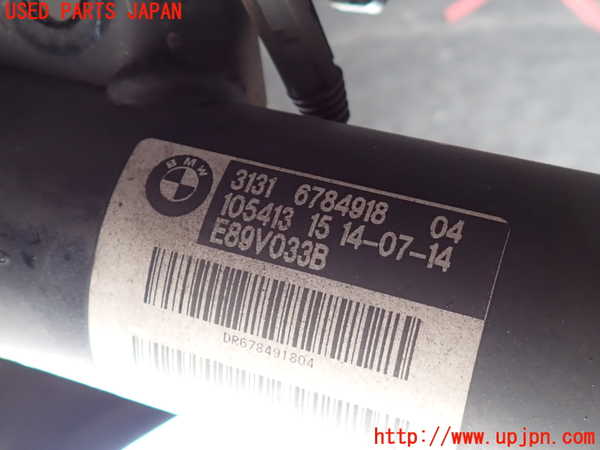 USED PARTS JAPAN
BMW
3131 6784918 04
105413 15 14-07-14
E89V033B
DR678491804
http://www.upjpn.com/